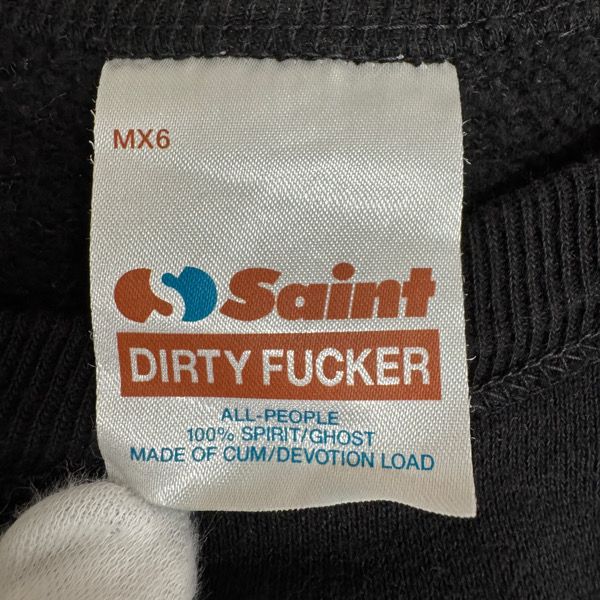 MX6
Saint
DIRTY FUCKER
ALL-PEOPLE
100% SPIRIT/GHOST
MADE OF CUM/DEVOTION LOAD